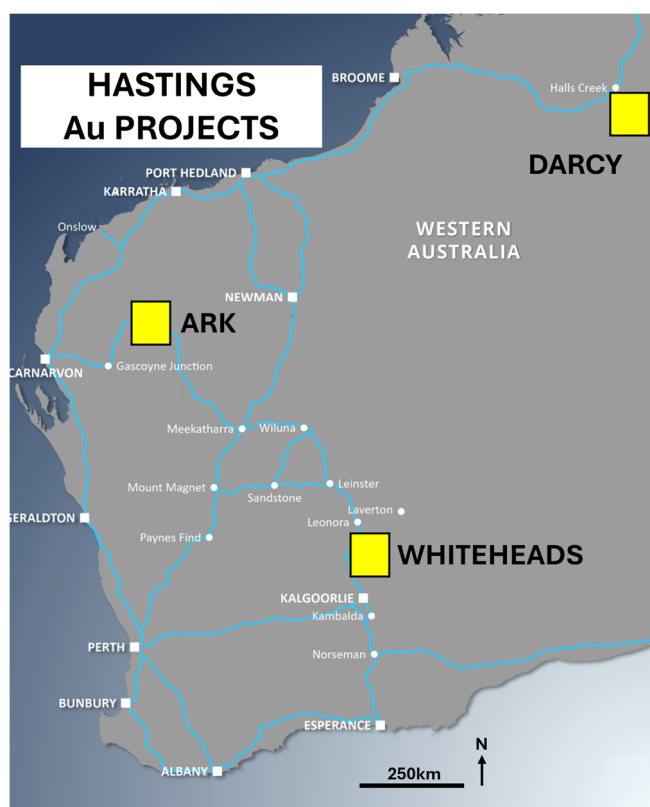 HASTINGS
Au PROJECTS
BROOME
Halls Creek
DARCY
PORT HEDLAND
KARRATHA
Onslow
WESTERN
AUSTRALIA
NEWMAN
ARK
CARNARVON
Gascoyne Junction
Meekatharra
Wiluna
Mount Magnet
Sandstone
Leinster
Laverton
Leonora
GERALDTON
Paynes Find
WHITEHEADS
KALGOORLIE
Kambalda
PERTH
Norseman
BUNBURY
ESPERANCE
ALBANY
N
250km